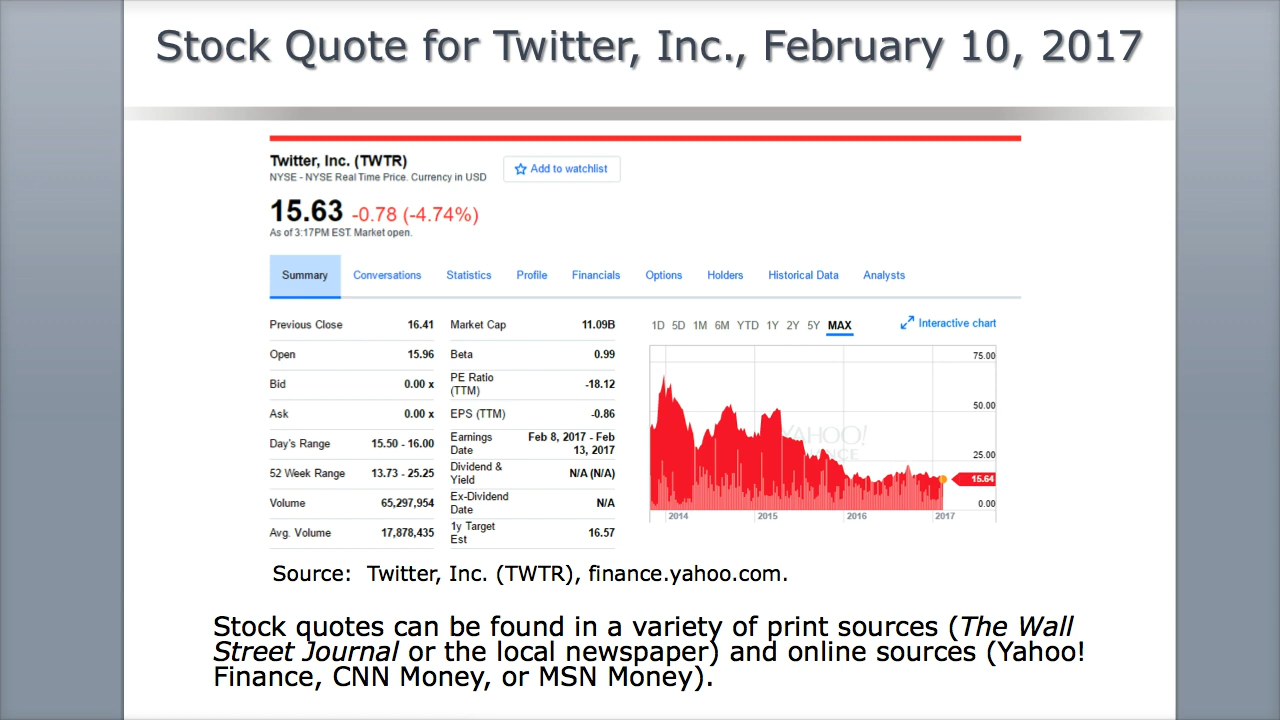 Stock Quote for Twitter, Inc., February 10, 2017
Twitter, Inc. (TWTR)
NYSE - NYSE Real Time Price. Currency in USD
Add to watchlist
15.63 -0.78 (-4.74%)
As of 3:17PM EST. Market open.
Summary Conversations Statistics Profile Financials Options Holders Historical Data Analysts
Previous Close 16.41
Open 15.96
Bid 0.00 x
Ask 0.00 x
Day's Range 15.50 - 16.00
52 Week Range 13.73 - 25.25
Volume 65,297,954
Avg. Volume 17,878,435
Market Cap 11.09B
Beta 0.99
PE Ratio
(TTM) -18.12
EPS (TTM) -0.86
Earnings
Date Feb 8, 2017 - Feb
13, 2017
Dividend &
Yield N/A (N/A)
Ex-Dividend
Date N/A
1y Target
Est 16.57
1D 5D 1M 6M YTD 1Y 2Y 5Y MAX
Interactive chart
75.00
50.00
25.00
15.64
0.00
YAHOO!
2014 2015 2016 2017
Source: Twitter, Inc. (TWTR), finance.yahoo.com.
Stock quotes can be found in a variety of print sources (The Wall
Street Journal or the local newspaper) and online sources (Yahoo!
Finance, CNN Money, or MSN Money).